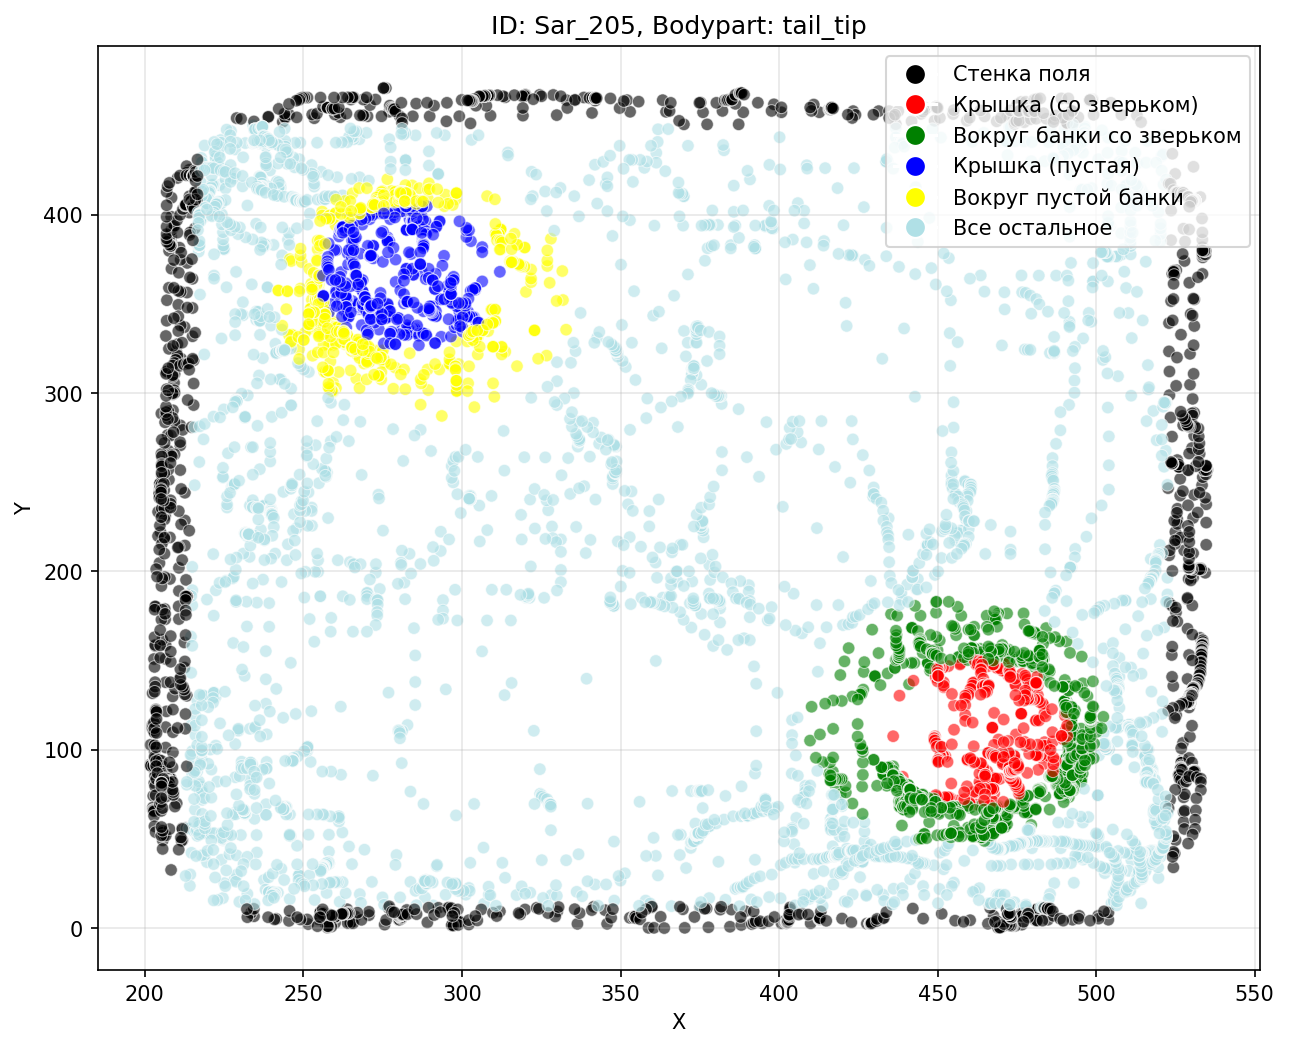 ID: Sar_205, Bodypart: tail_tip
Стенка поля
Крышка (со зверьком)
Вокруг банки со зверьком
Крышка (пустая)
Вокруг пустой банки
Все остальное
400
300
200
100
0
Y
200 250 300 350 400 450 500 550
X